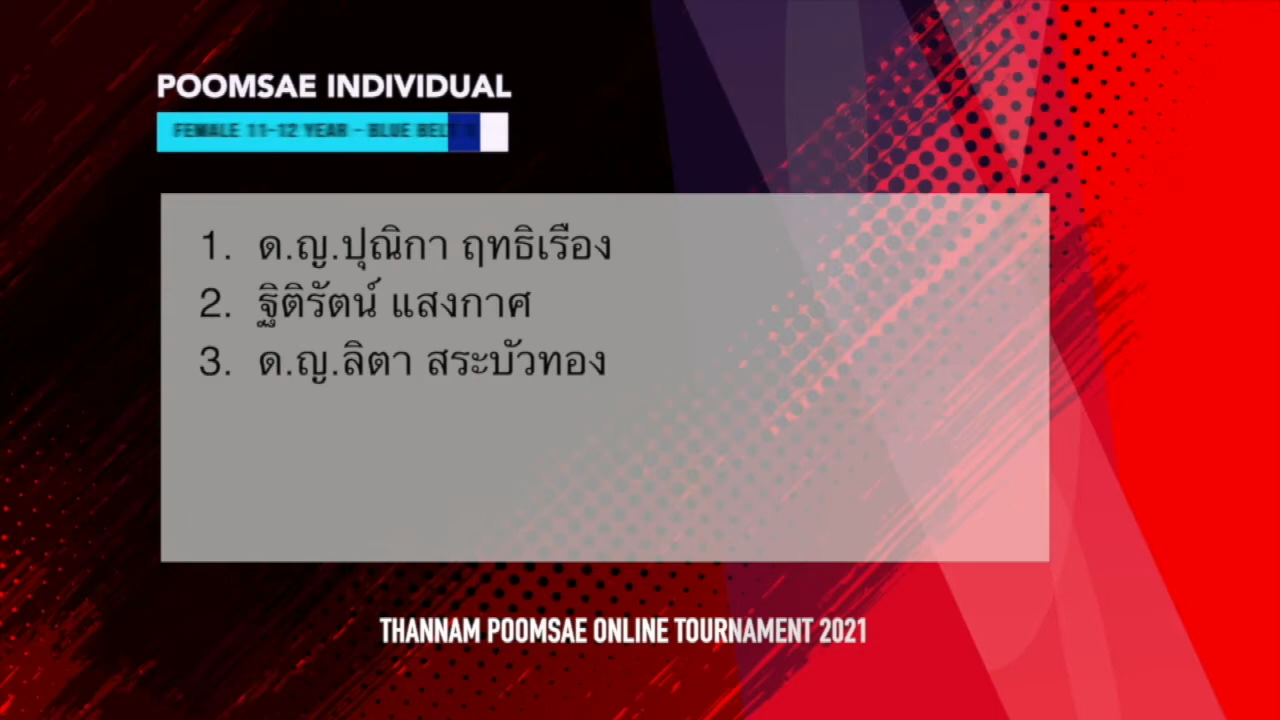 POOMSAE INDIVIDUAL
FEMALE 11-12 YEAR - BLUE BELT
1. ด.ญ.ปุณิกา ฤทธิเรือง
2. ฐิติรัตน์ แสงกาศ
3. ด.ญ.ลิตา สระบัวทอง
THANNAM POOMSAE ONLINE TOURNAMENT 2021